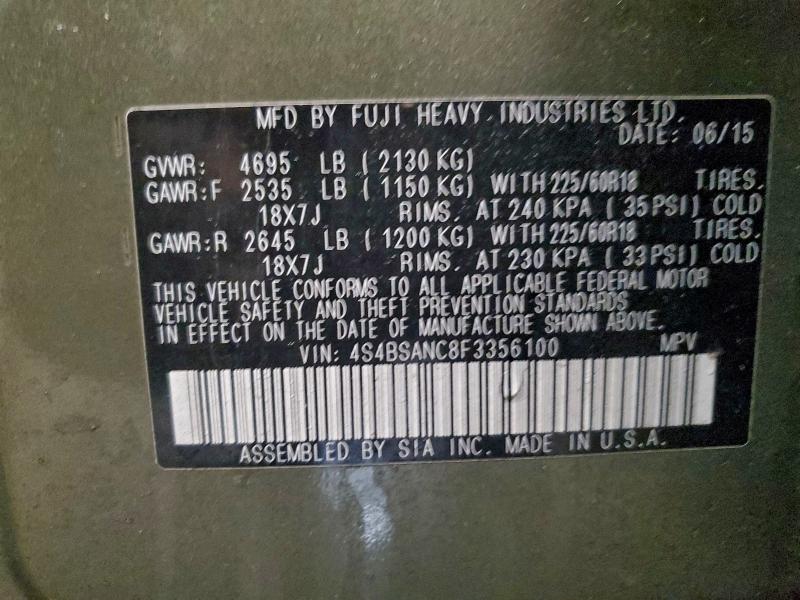 MFD BY FUJI HEAVY INDUSTRIES LTD.
DATE: 06/15
GVWR: 4695 LB ( 2130 KG)
GAWR:F 2535 LB ( 1150 KG) WITH 225/60R18 TIRES.
18X7J RIMS. AT 240 KPA ( 35 PSI) COLD
GAWR:R 2645 LB ( 1200 KG) WITH 225/60R18 TIRES.
18X7J RIMS. AT 230 KPA ( 33 PSI) COLD
THIS VEHICLE CONFORMS TO ALL APPLICABLE FEDERAL MOTOR
VEHICLE SAFETY AND THEFT PREVENTION STANDARDS
IN EFFECT ON THE DATE OF MANUFACTURE SHOWN ABOVE.
VIN: 4S4BSANC8F3356100 MPV
ASSEMBLED BY SIA INC. MADE IN U.S.A.